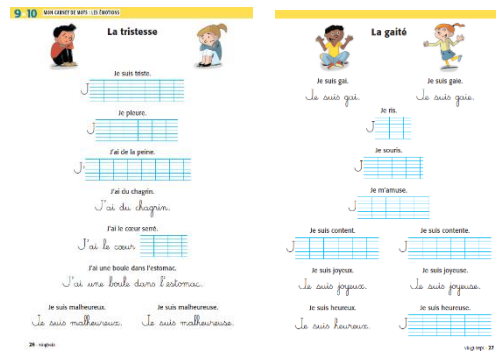 9·10 MON CARNET DE MOTS : LES ÉMOTIONS
La tristesse
Je suis triste.
J
Je pleure.
J
J'ai de la peine.
J'
J'ai du chagrin.
J'ai du chagrin.
J'ai le cœur serré.
J'ai le cœur
J'ai une boule dans l'estomac.
J'ai une boule dans l'estomac.
Je suis malheureux. Je suis malheureuse.
Je suis malheureux. Je suis malheureuse.
26 vingt-six
La gaité
Je suis gai. Je suis gaie.
Je suis gai. Je suis gaie.
Je ris.
J
Je souris.
J
Je m'amuse.
J
Je suis content. Je suis contente.
J J
Je suis joyeux. Je suis joyeuse.
Je suis joyeux. Je suis joyeuse.
Je suis heureux. Je suis heureuse.
Je suis heureux. J
vingt-sept 27